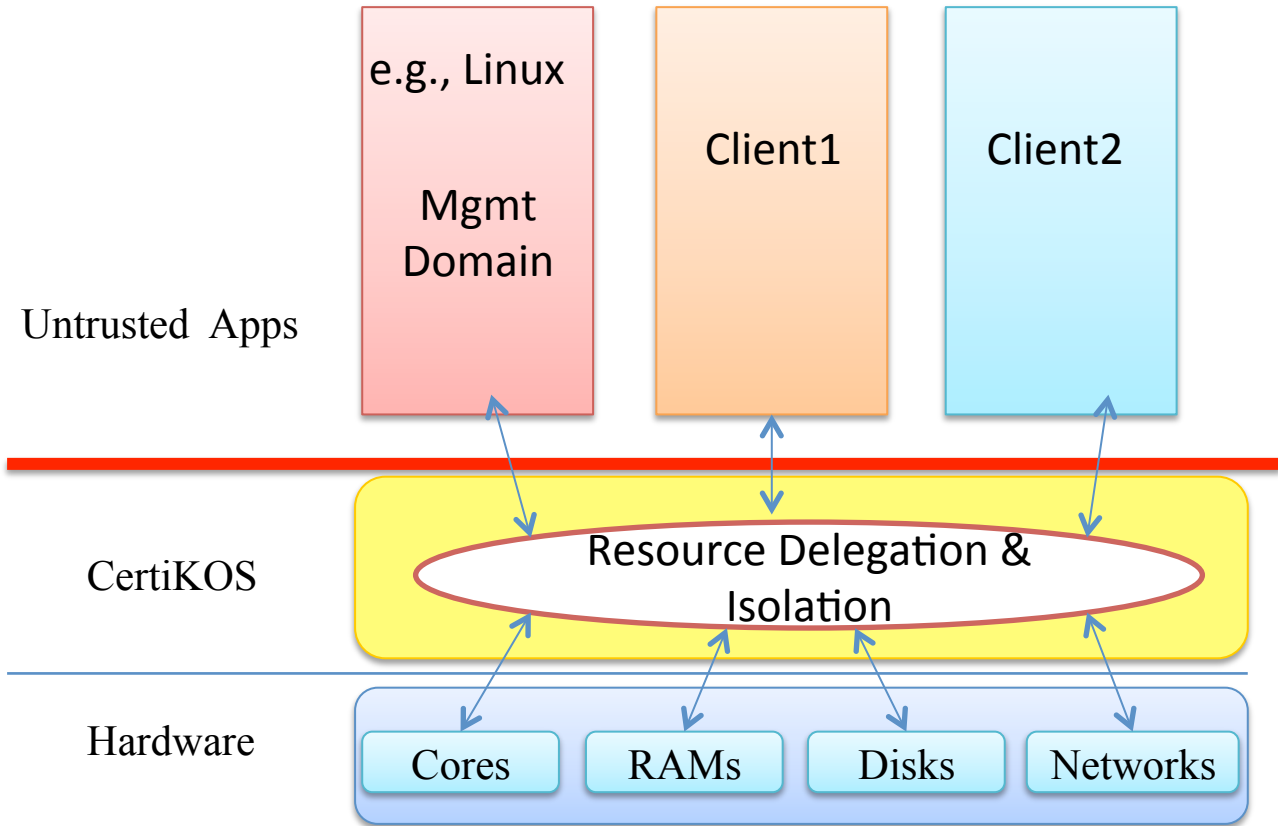 e.g., Linux
Mgmt
Domain
Client1
Client2
Untrusted Apps
CertiKOS
Resource Delegation &
Isolation
Hardware
Cores
RAMs
Disks
Networks